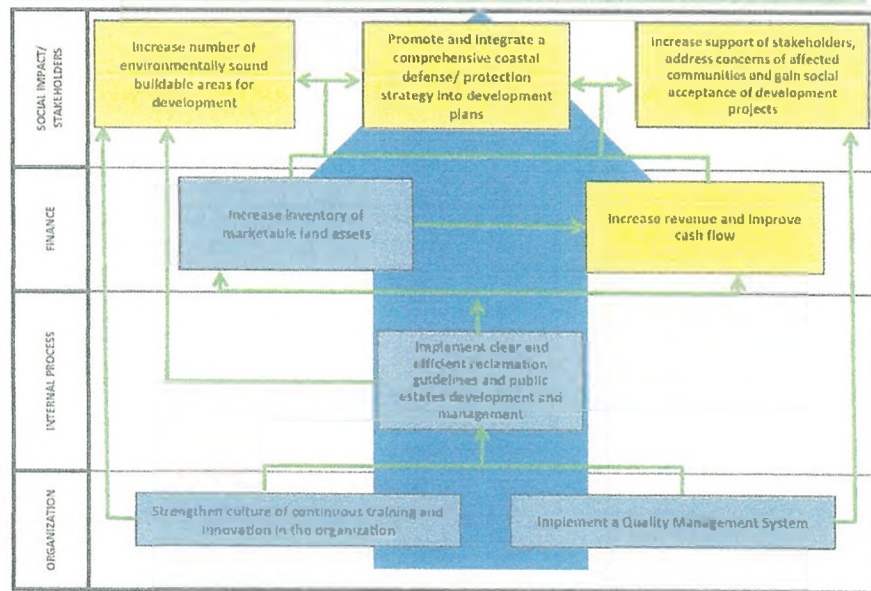 SOCIAL IMPACT/
STAKEHOLDERS
Increase number of
environmentally sound
buildable areas for
development
Promote and integrate a
comprehensive coastal
defense/ protection
strategy into development
plans
Increase support of stakeholders,
address concerns of affected
communities and gain social
acceptance of development
projects
FINANCE
Increase inventory of
marketable land assets
Increase revenue and improve
cash flow
INTERNAL PROCESS
Implement clear and
efficient reclamation
guidelines and public
estates development and
management
ORGANIZATION
Strengthen culture of continuous training and
innovation in the organization
Implement a Quality Management System